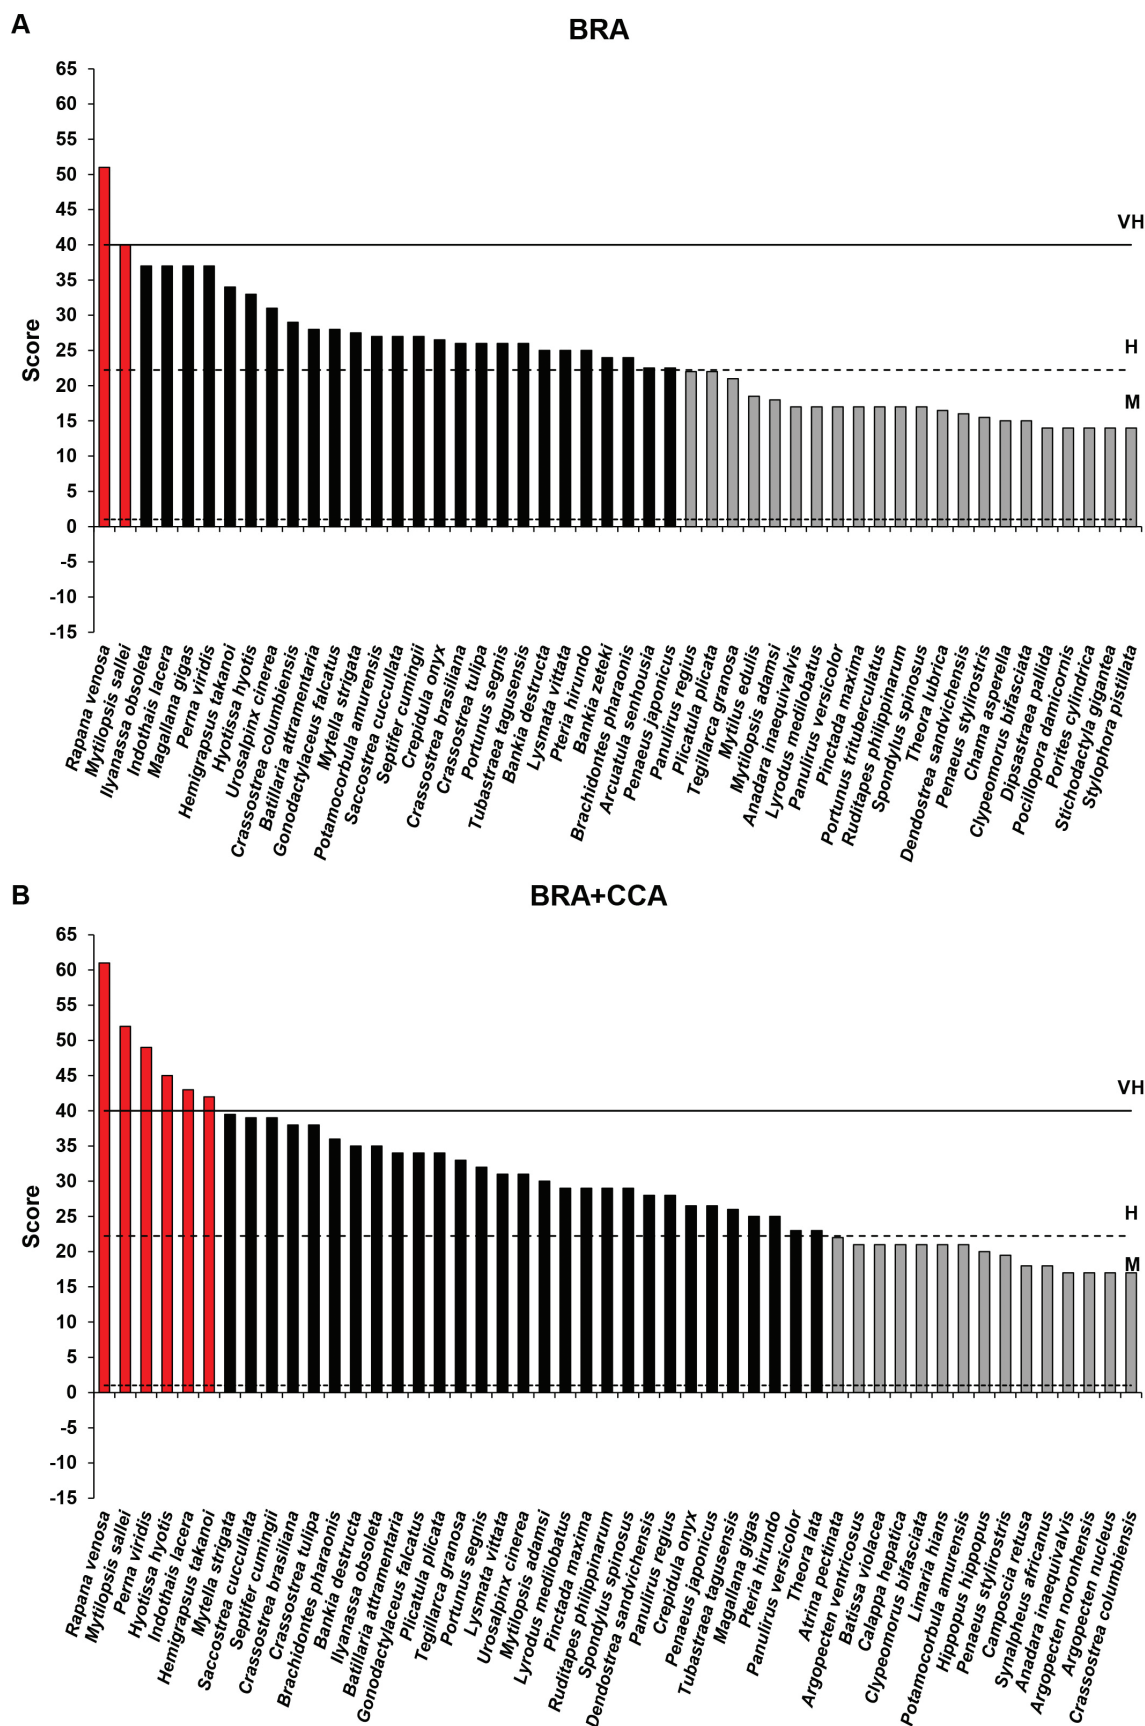 A
BRA
65
60
55
50
45
40
35
30
25
20
15
10
5
0
-5
-10
-15
Score
VH
H
M
Rapana venosa
Mytilopsis sallei
Ilyanassa obsoleta
Indothais lacera
Magallana gigas
Perna viridis
Hemigrapsus takanoi
Hyotissa hyotis
Urosalpinx cinerea
Crassostrea columbiensis
Batillaria attramentaria
Gonodactylaceus falcatus
Mytella strigata
Potamocorbula amurensis
Saccostrea cucullata
Septifer cumingii
Crepidula onyx
Crassostrea brasiliana
Crassostrea tulipa
Portunus segnis
Tubastraea tagusensis
Bankia destructa
Lysmata vittata
Pteria hirundo
Bankia zeteki
Brachidontes pharaonis
Arcuatula senhousia
Penaeus japonicus
Panulirus regius
Plicatula plicata
Tegillarca granosa
Mytilus edulis
Mytilopsis adamsi
Anadara inaequivalvis
Lyrodus medilobatus
Panulirus versicolor
Pinctada maxima
Portunus trituberculatus
Ruditapes philippinarum
Spondylus spinosus
Theora lubrica
Dendostrea sandvichensis
Penaeus stylirostris
Chama asperella
Clypeomorus bifasciata
Dipsastraea pallida
Pocillopora damicornis
Porites cylindrica
Stichodactyla gigantea
Stylophora pistillata
B
BRA+CCA
65
60
55
50
45
40
35
30
25
20
15
10
5
0
-5
-10
-15
Score
VH
H
M
Rapana venosa
Mytilopsis sallei
Perna viridis
Hyotissa hyotis
Indothais lacera
Hemigrapsus takanoi
Mytella strigata
Saccostrea cucullata
Septifer cumingii
Crassostrea brasiliana
Crassostrea tulipa
Brachidontes pharaonis
Bankia destructa
Ilyanassa obsoleta
Batillaria attramentaria
Gonodactylaceus falcatus
Plicatula plicata
Tegillarca granosa
Portunus segnis
Lysmata vittata
Urosalpinx cinerea
Mytilopsis adamsi
Lyrodus medilobatus
Pinctada maxima
Ruditapes philippinarum
Spondylus spinosus
Dendostrea sandvichensis
Panulirus regius
Crepidula onyx
Penaeus japonicus
Tubastraea tagusensis
Magallana gigas
Pteria hirundo
Panulirus versicolor
Theora lata
Atrina pectinata
Argopecten ventricosus
Batissa violacea
Calappa hepatica
Clypeomorus bifasciata
Limaria hians
Potamocorbula amurensis
Hippopus hippopus
Penaeus stylirostris
Camposcia retusa
Synalpheus africanus
Anadara inaequivalvis
Argopecten noronhensis
Argopecten nucleus
Crassostrea columbiensis